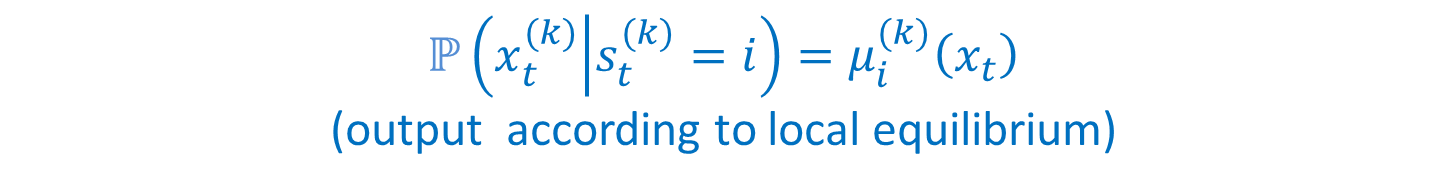 ℙ(x_t^{(k)} | s_t^{(k)} = i) = μ_i^{(k)}(x_t)
(output according to local equilibrium)